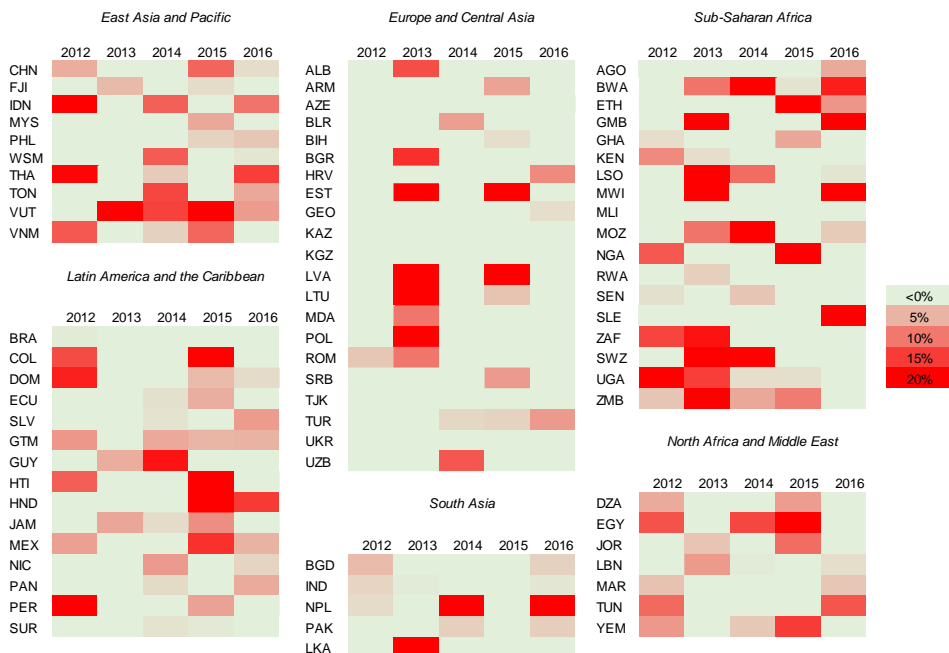 East Asia and Pacific
2012 2013 2014 2015 2016
CHN
FJI
IDN
MYS
PHL
WSM
THA
TON
VUT
VNM
Latin America and the Caribbean
2012 2013 2014 2015 2016
BRA
COL
DOM
ECU
SLV
GTM
GUY
HTI
HND
JAM
MEX
NIC
PAN
PER
SUR
Europe and Central Asia
2012 2013 2014 2015 2016
ALB
ARM
AZE
BLR
BIH
BGR
HRV
EST
GEO
KAZ
KGZ
LVA
LTU
MDA
POL
ROM
SRB
TJK
TUR
UKR
UZB
South Asia
2012 2013 2014 2015 2016
BGD
IND
NPL
PAK
LKA
Sub-Saharan Africa
2012 2013 2014 2015 2016
AGO
BWA
ETH
GMB
GHA
KEN
LSO
MWI
MLI
MOZ
NGA
RWA
SEN
SLE
ZAF
SWZ
UGA
ZMB
North Africa and Middle East
2012 2013 2014 2015 2016
DZA
EGY
JOR
LBN
MAR
TUN
YEM
<0%
5%
10%
15%
20%